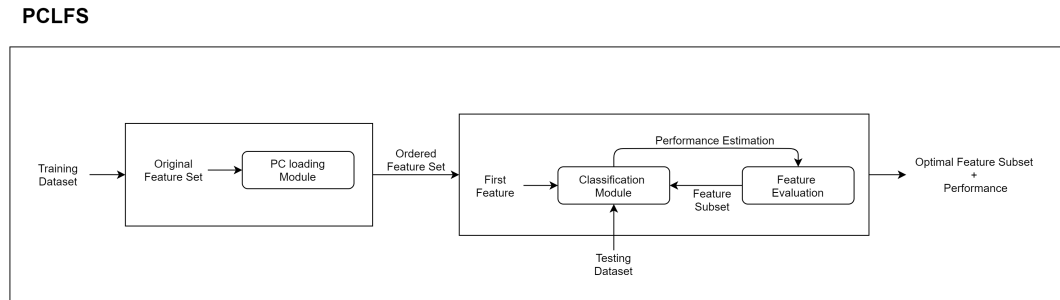 PCLFS
Training
Dataset
Original
Feature Set
PC loading
Module
Ordered
Feature Set
First
Feature
Classification
Module
Performance Estimation
Feature
Subset
Feature
Evaluation
Testing
Dataset
Optimal Feature Subset
+
Performance